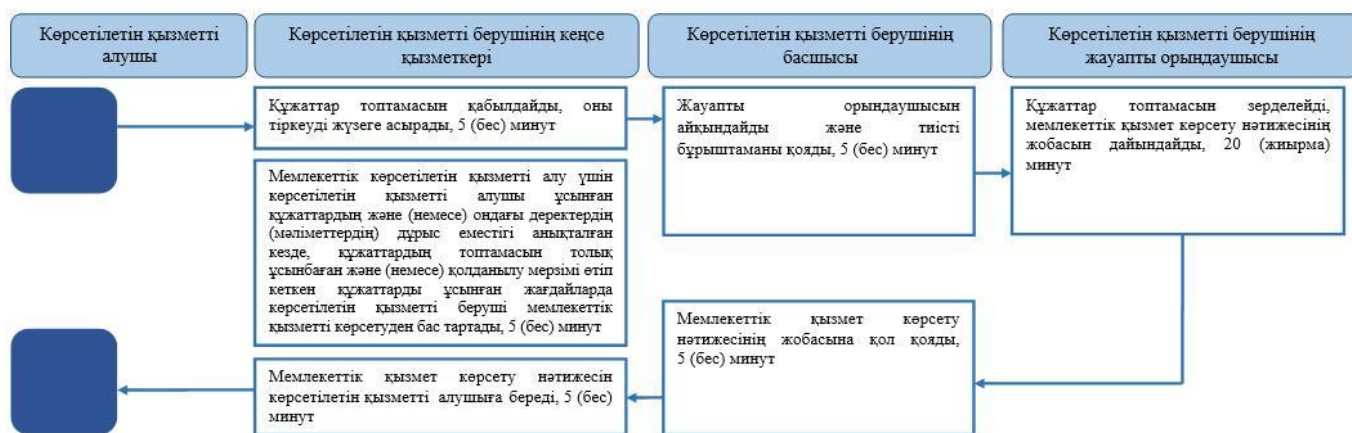 Көрсетілетін қызметті
алушы
Көрсетілетін қызметті берушінің кеңсе
қызметкері
Көрсетілетін қызметті берушінің
басшысы
Көрсетілетін қызметті берушінің
жауапты орындаушысы
Құжаттар топтамасын қабылдайды, оны
тіркеуді жүзеге асырады, 5 (бес) минут
Жауапты орындаушысын
айқындайды және тиісті
бұрыштаманы қояды, 5 (бес) минут
Құжаттар топтамасын зерделейді,
мемлекеттік қызмет көрсету нәтижесінің
жобасын дайындайды, 20 (жиырма)
минут
Мемлекеттік көрсетілетін қызметті алу үшін
көрсетілетін қызметті алушы ұсынған
құжаттардың және (немесе) ондағы деректердің
(мәліметтердің) дұрыс еместігі анықталған
кезде, құжаттардың топтамасын толық
ұсынбаған және (немесе) қолданылу мерзімі өтіп
кеткен құжаттарды ұсынған жағдайларда
көрсетілетін қызметті беруші мемлекеттік
қызметті көрсетуден бас тартады, 5 (бес) минут
Мемлекеттік қызмет көрсету
нәтижесінің жобасына қол қояды,
5 (бес) минут
Мемлекеттік қызмет көрсету нәтижесін
көрсетілетін қызметті алушыға береді, 5 (бес)
минут